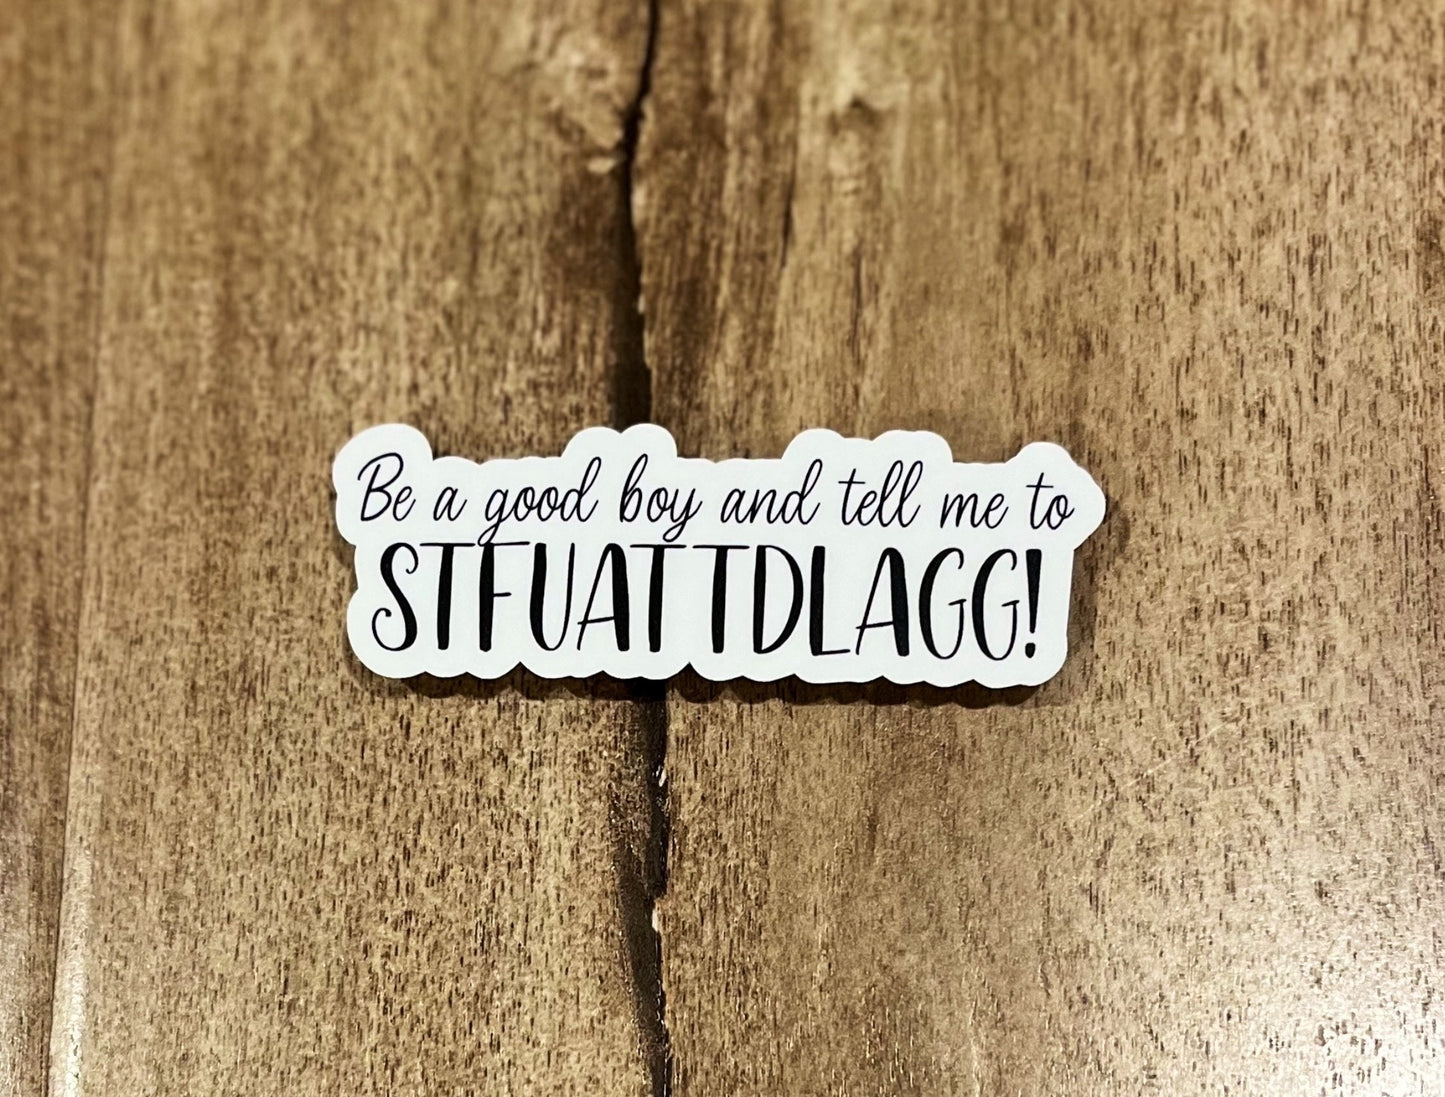 Be a good boy and tell me to
STFUATTDLAGG!